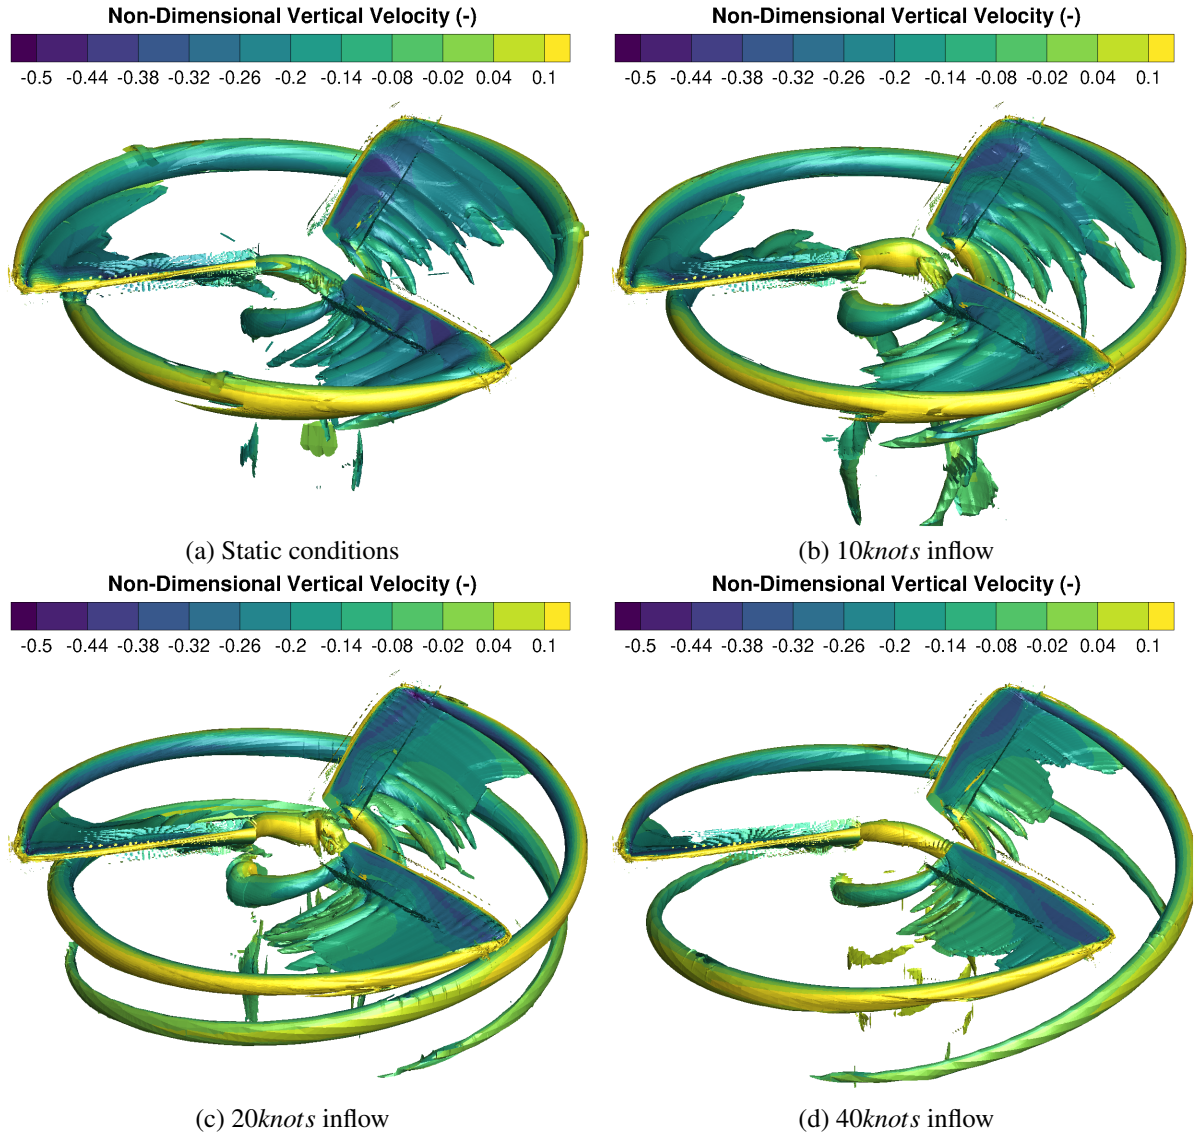 Non-Dimensional Vertical Velocity (-)
-0.5 -0.44 -0.38 -0.32 -0.26 -0.2 -0.14 -0.08 -0.02 0.04 0.1
Non-Dimensional Vertical Velocity (-)
-0.5 -0.44 -0.38 -0.32 -0.26 -0.2 -0.14 -0.08 -0.02 0.04 0.1
(a) Static conditions
(b) 10knots inflow
Non-Dimensional Vertical Velocity (-)
-0.5 -0.44 -0.38 -0.32 -0.26 -0.2 -0.14 -0.08 -0.02 0.04 0.1
Non-Dimensional Vertical Velocity (-)
-0.5 -0.44 -0.38 -0.32 -0.26 -0.2 -0.14 -0.08 -0.02 0.04 0.1
(c) 20knots inflow
(d) 40knots inflow